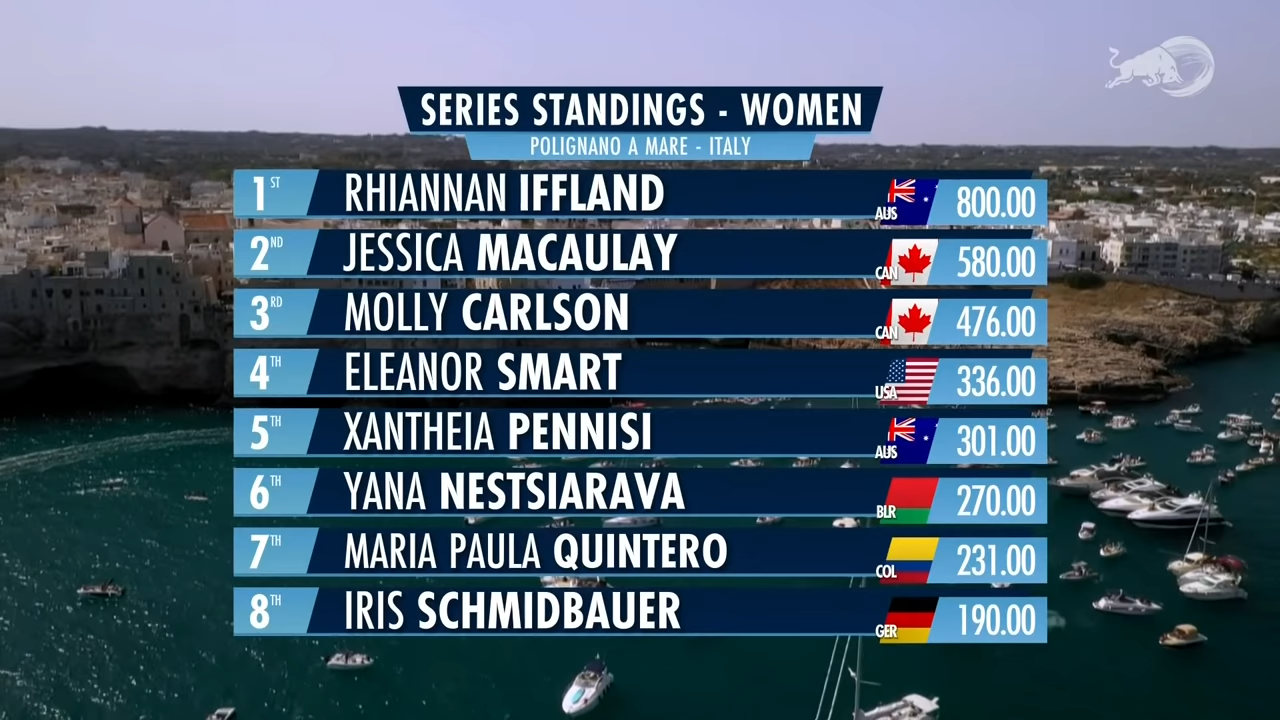 SERIES STANDINGS - WOMEN
POLIGNANO A MARE - ITALY
1ST RHIANNAN IFFLAND AUS 800.00
2ND JESSICA MACAULAY CAN 580.00
3RD MOLLY CARLSON CAN 476.00
4TH ELEANOR SMART USA 336.00
5TH XANTHEIA PENNISI AUS 301.00
6TH YANA NESTSIARAVA BLR 270.00
7TH MARIA PAULA QUINTERO COL 231.00
8TH IRIS SCHMIDBAUER GER 190.00